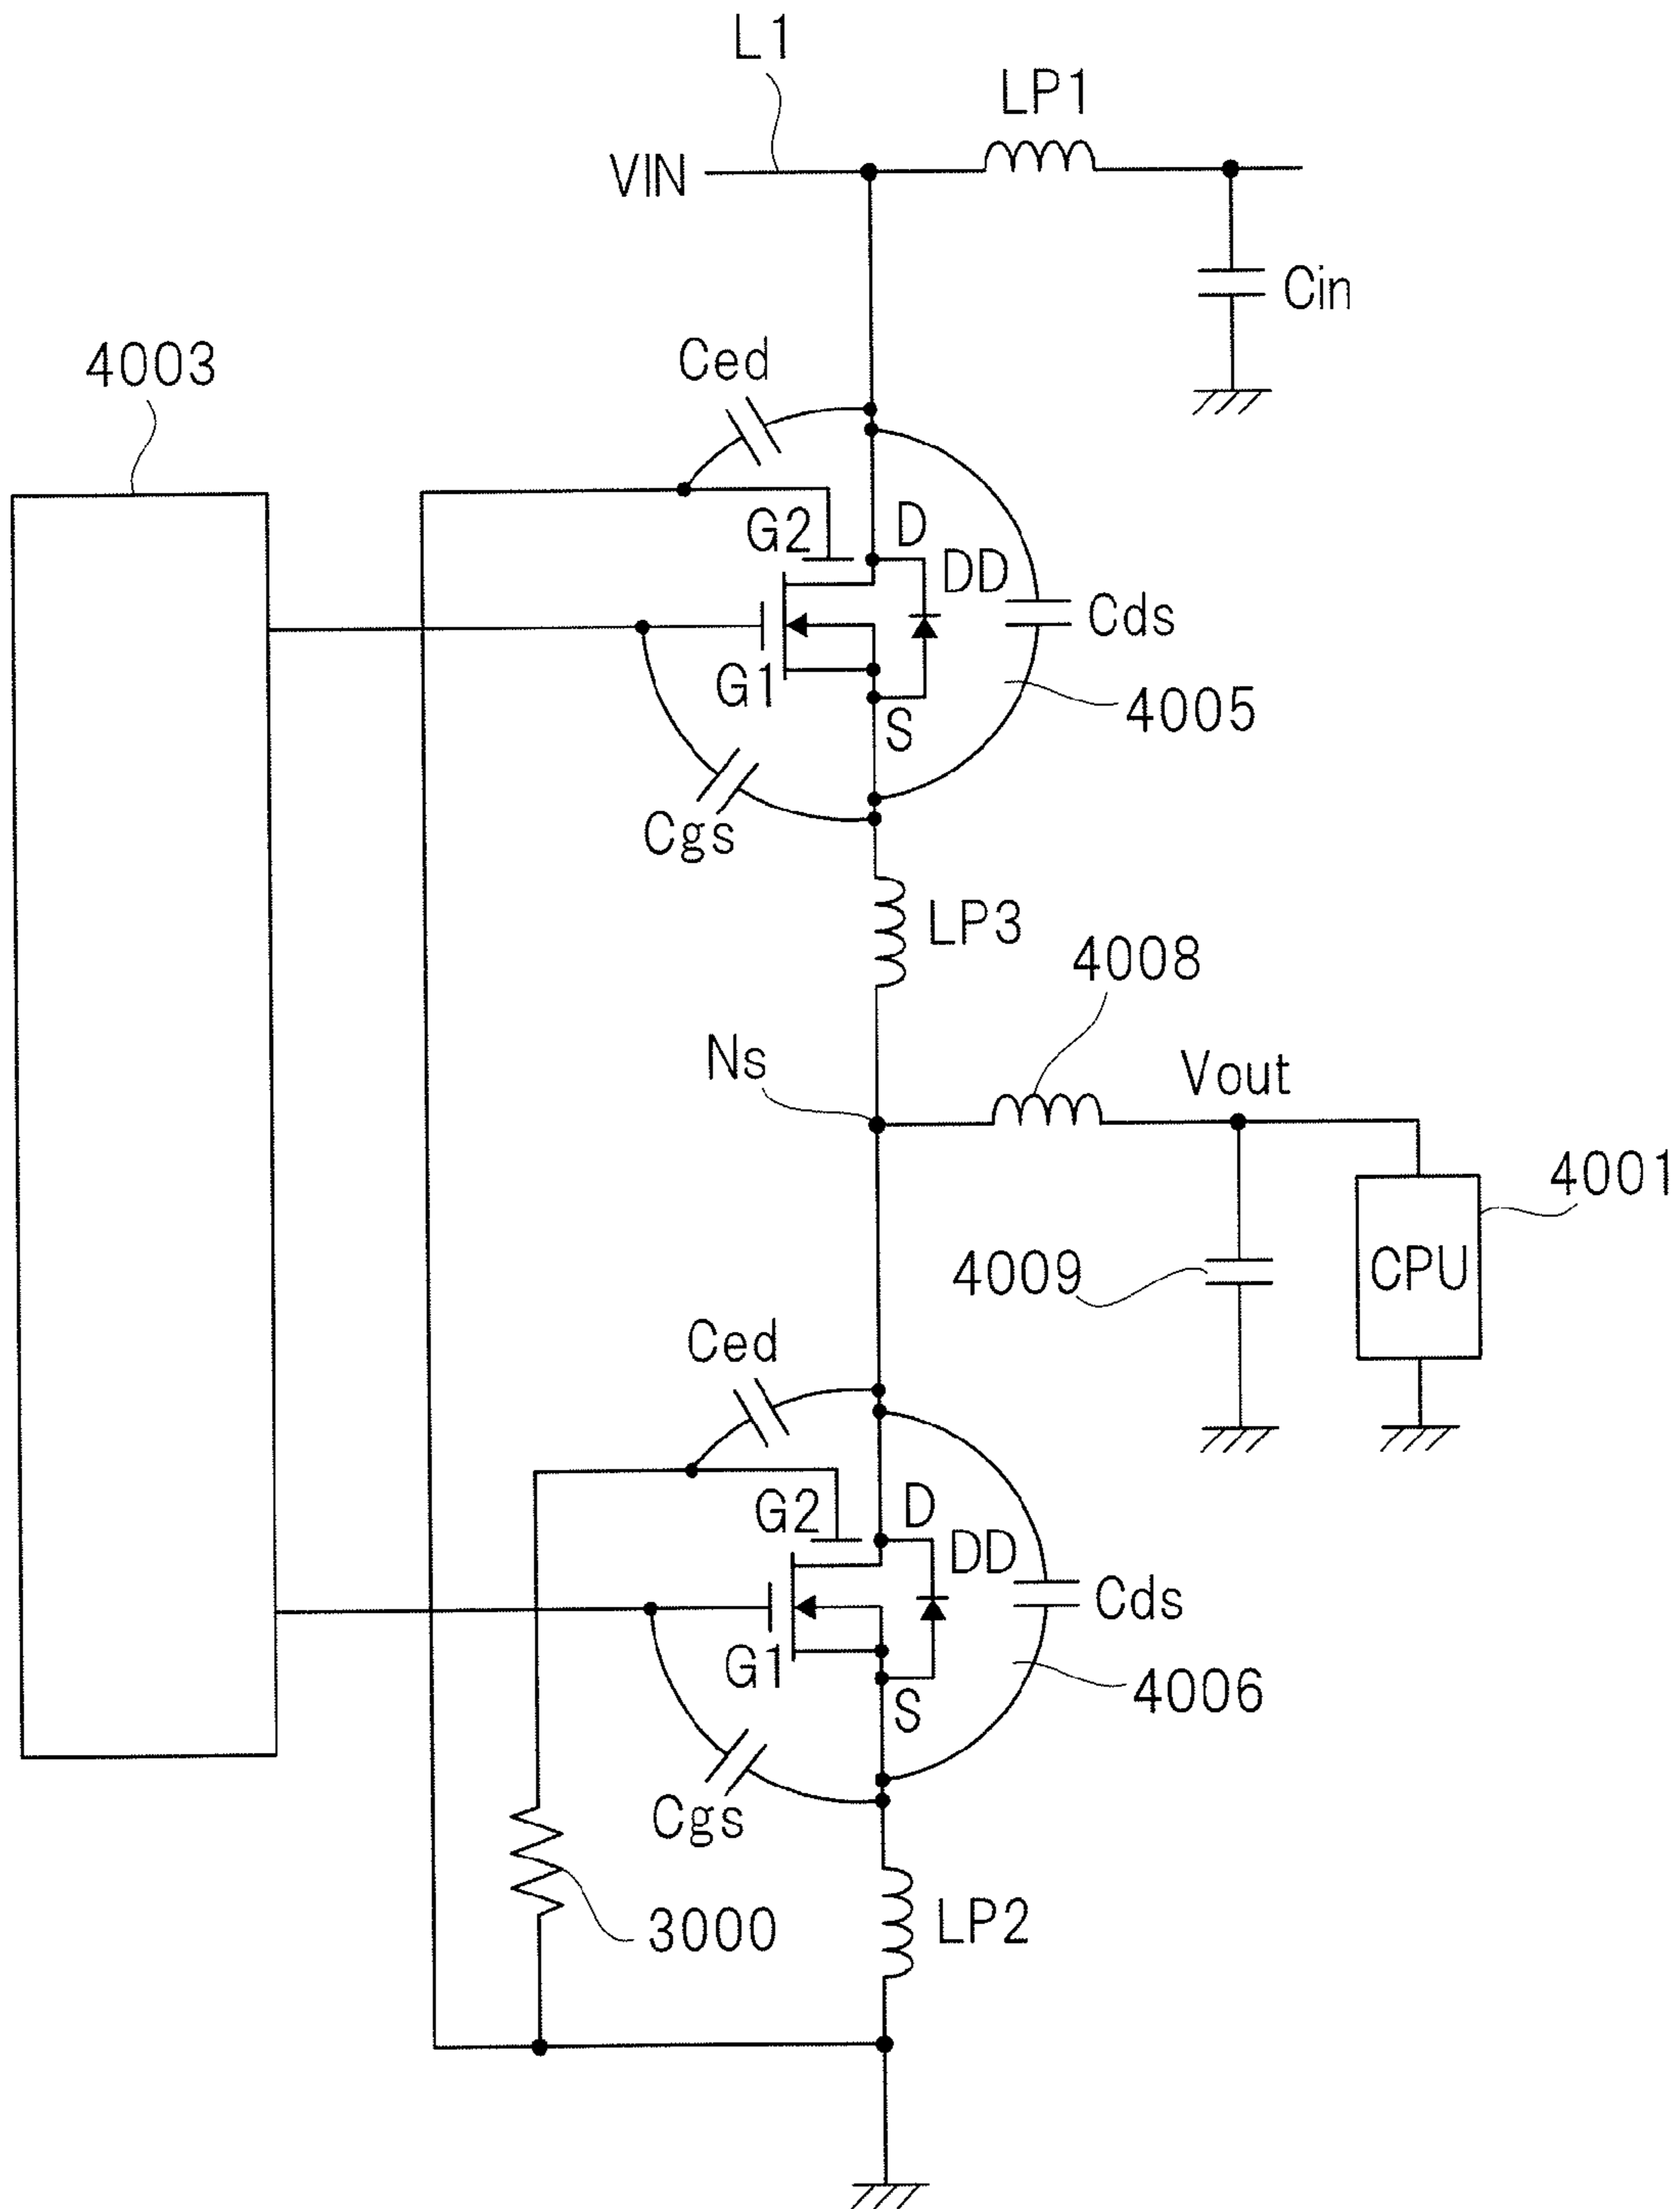 L1
LP1
VIN
Cin
Ced
4003
G2
D
DD
Cds
G1
4005
S
Cgs
LP3
4008
Ns
Vout
4001
4009
CPU
Ced
G2
D
DD
Cds
G1
4006
S
Cgs
3000
LP2